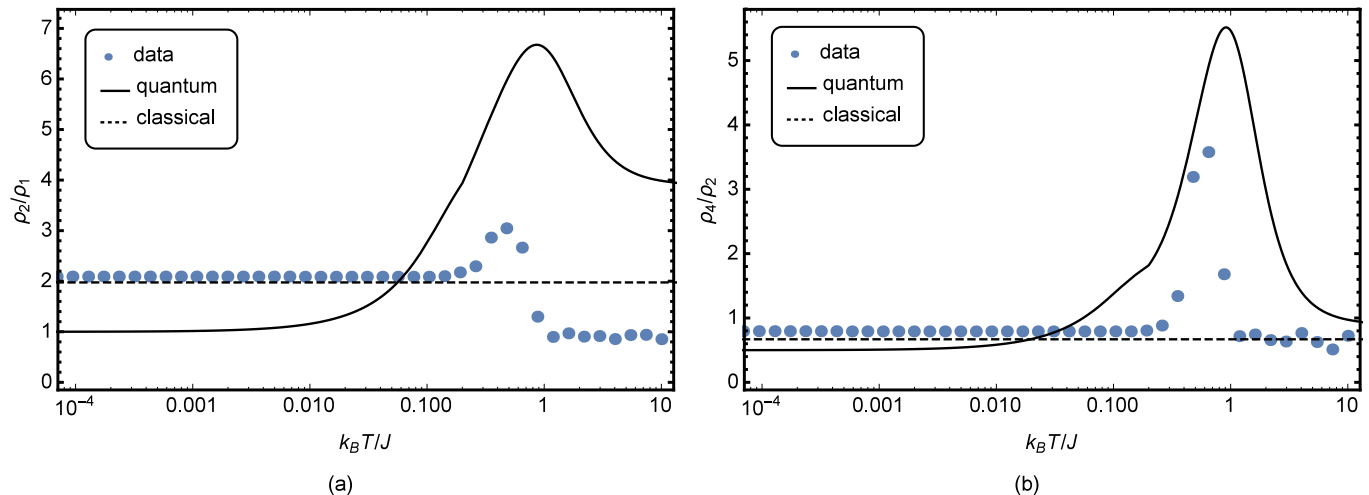 data
quantum
classical
ρ₂/ρ₁
7
6
5
4
3
2
1
0
10⁻⁴
0.001
0.010
0.100
1
10
k_B T/J
(a)
data
quantum
classical
ρ₄/ρ₂
5
4
3
2
1
0
10⁻⁴
0.001
0.010
0.100
1
10
k_B T/J
(b)